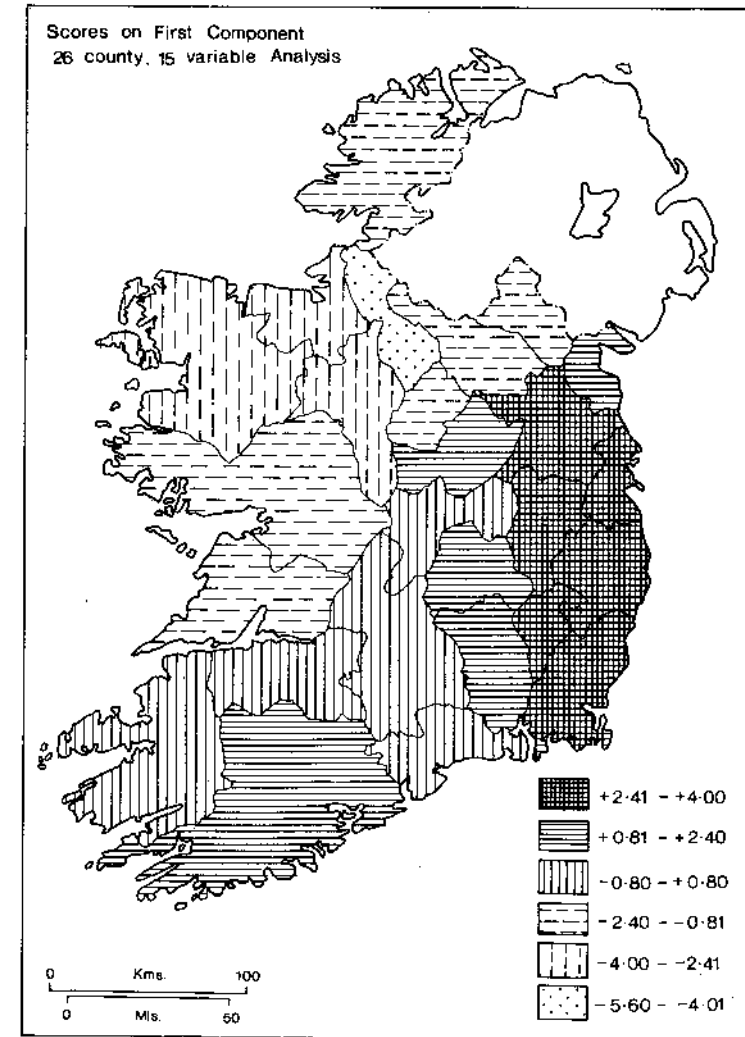 Scores on First Component
26 county, 15 variable Analysis
+2·41 - +4·00
+0·81 - +2·40
-0·80 - +0·80
-2·40 - -0·81
-4·00 - -2·41
-5·60 - -4·01
0 Kms. 100
0 Mls. 50